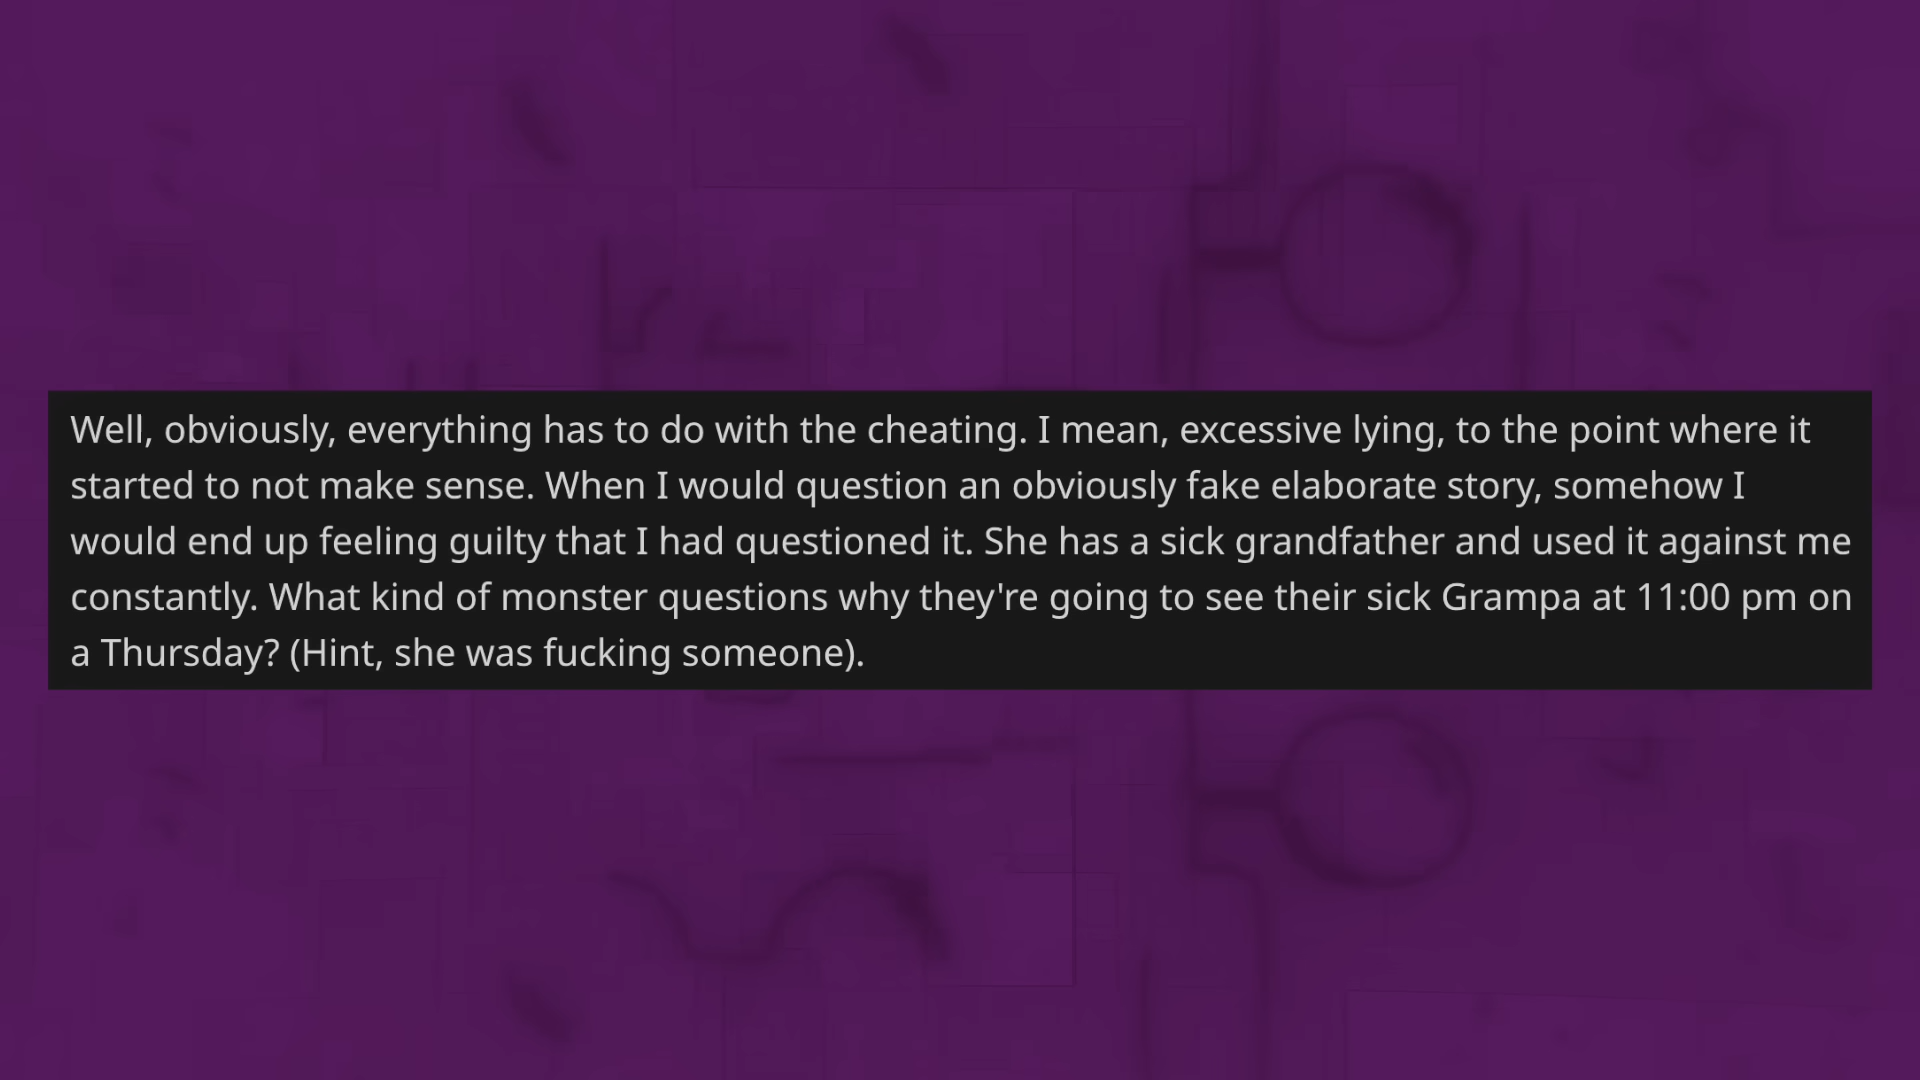 Well, obviously, everything has to do with the cheating. I mean, excessive lying, to the point where it
started to not make sense. When I would question an obviously fake elaborate story, somehow I
would end up feeling guilty that I had questioned it. She has a sick grandfather and used it against me
constantly. What kind of monster questions why they're going to see their sick Grampa at 11:00 pm on
a Thursday? (Hint, she was fucking someone).